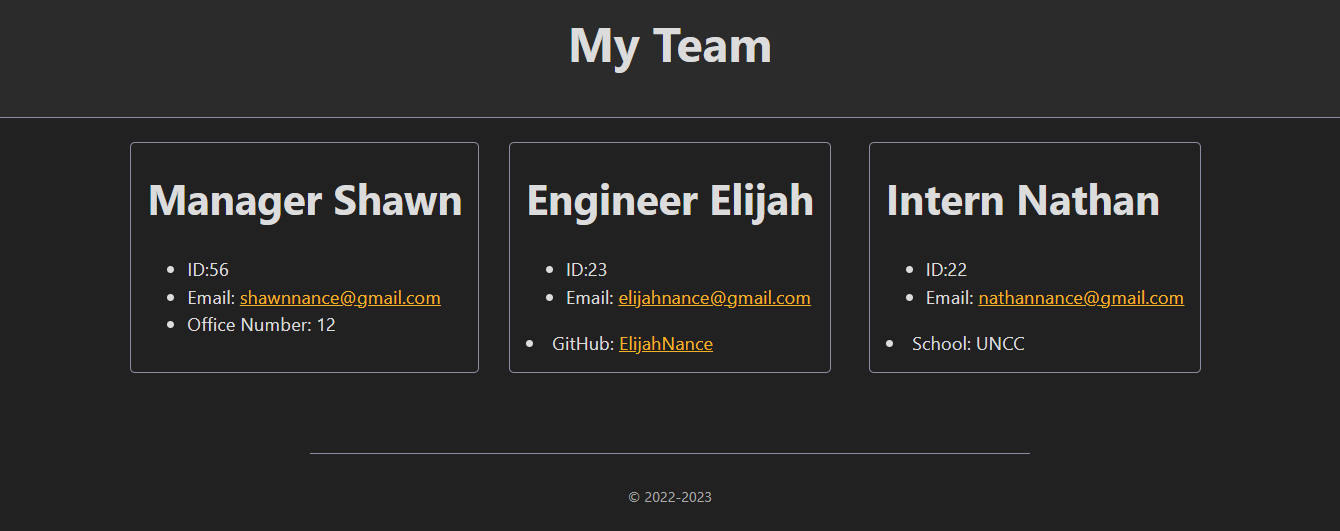 My Team
Manager Shawn
ID:56
Email: shawnnance@gmail.com
Office Number: 12
Engineer Elijah
ID:23
Email: elijahnance@gmail.com
GitHub: ElijahNance
Intern Nathan
ID:22
Email: nathannance@gmail.com
School: UNCC
© 2022-2023